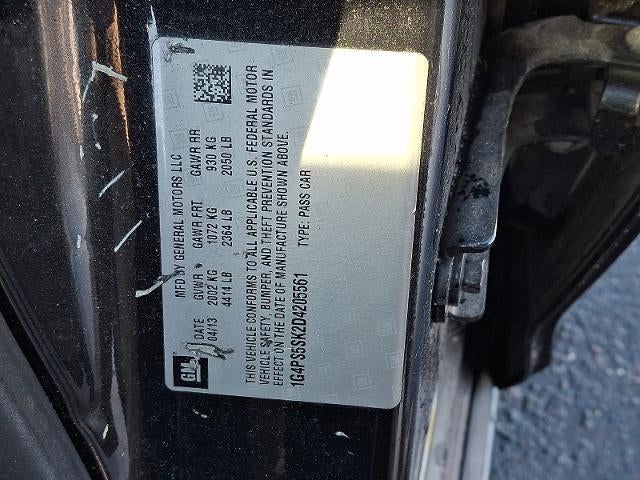 GM
MFD BY GENERAL MOTORS LLC
DATE GVWR GAWR FRT GAWR RR
04/13 2002 KG 1072 KG 930 KG
4414 LB 2364 LB 2050 LB
THIS VEHICLE CONFORMS TO ALL APPLICABLE U.S. FEDERAL MOTOR
VEHICLE SAFETY, BUMPER, AND THEFT PREVENTION STANDARDS IN
EFFECT ON THE DATE OF MANUFACTURE SHOWN ABOVE.
1G4PS5SK2D4205561 TYPE: PASS CAR